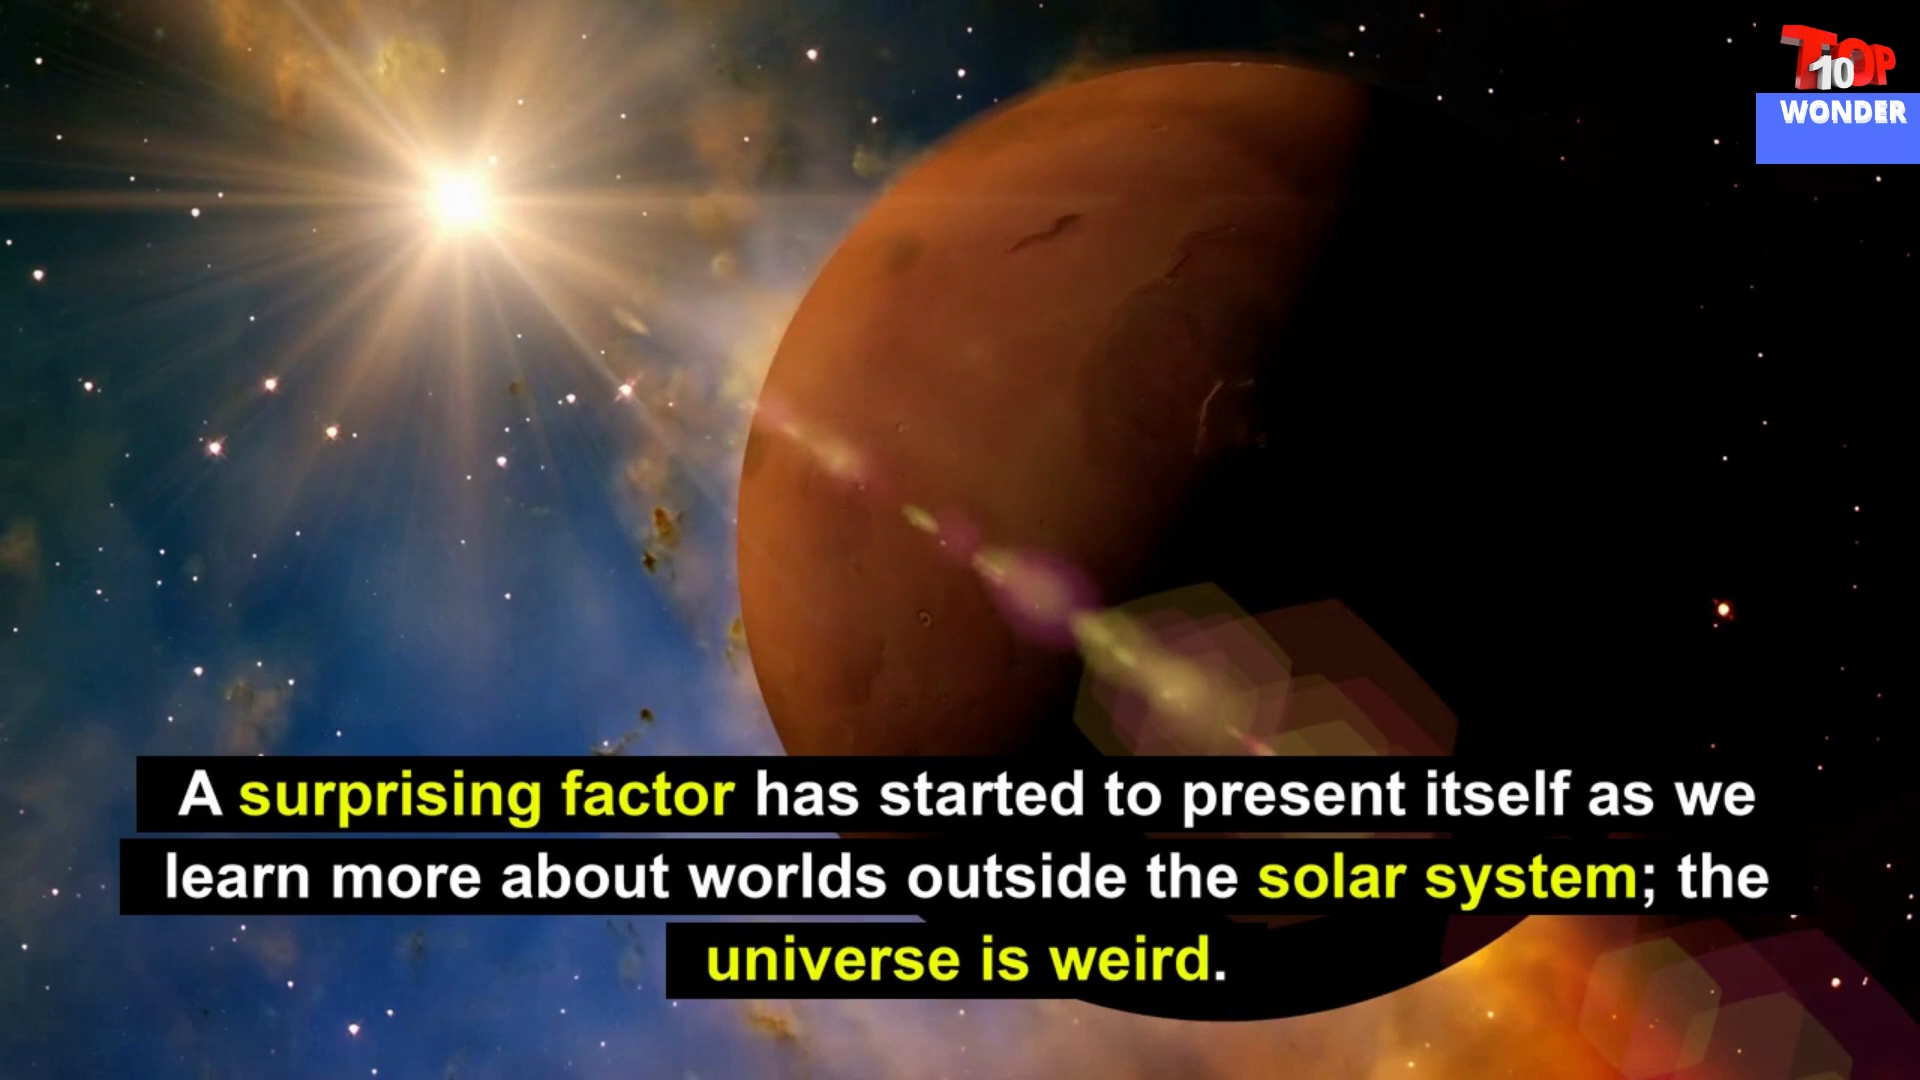 TOP
10
WONDER
A surprising factor has started to present itself as we
learn more about worlds outside the solar system; the
universe is weird.